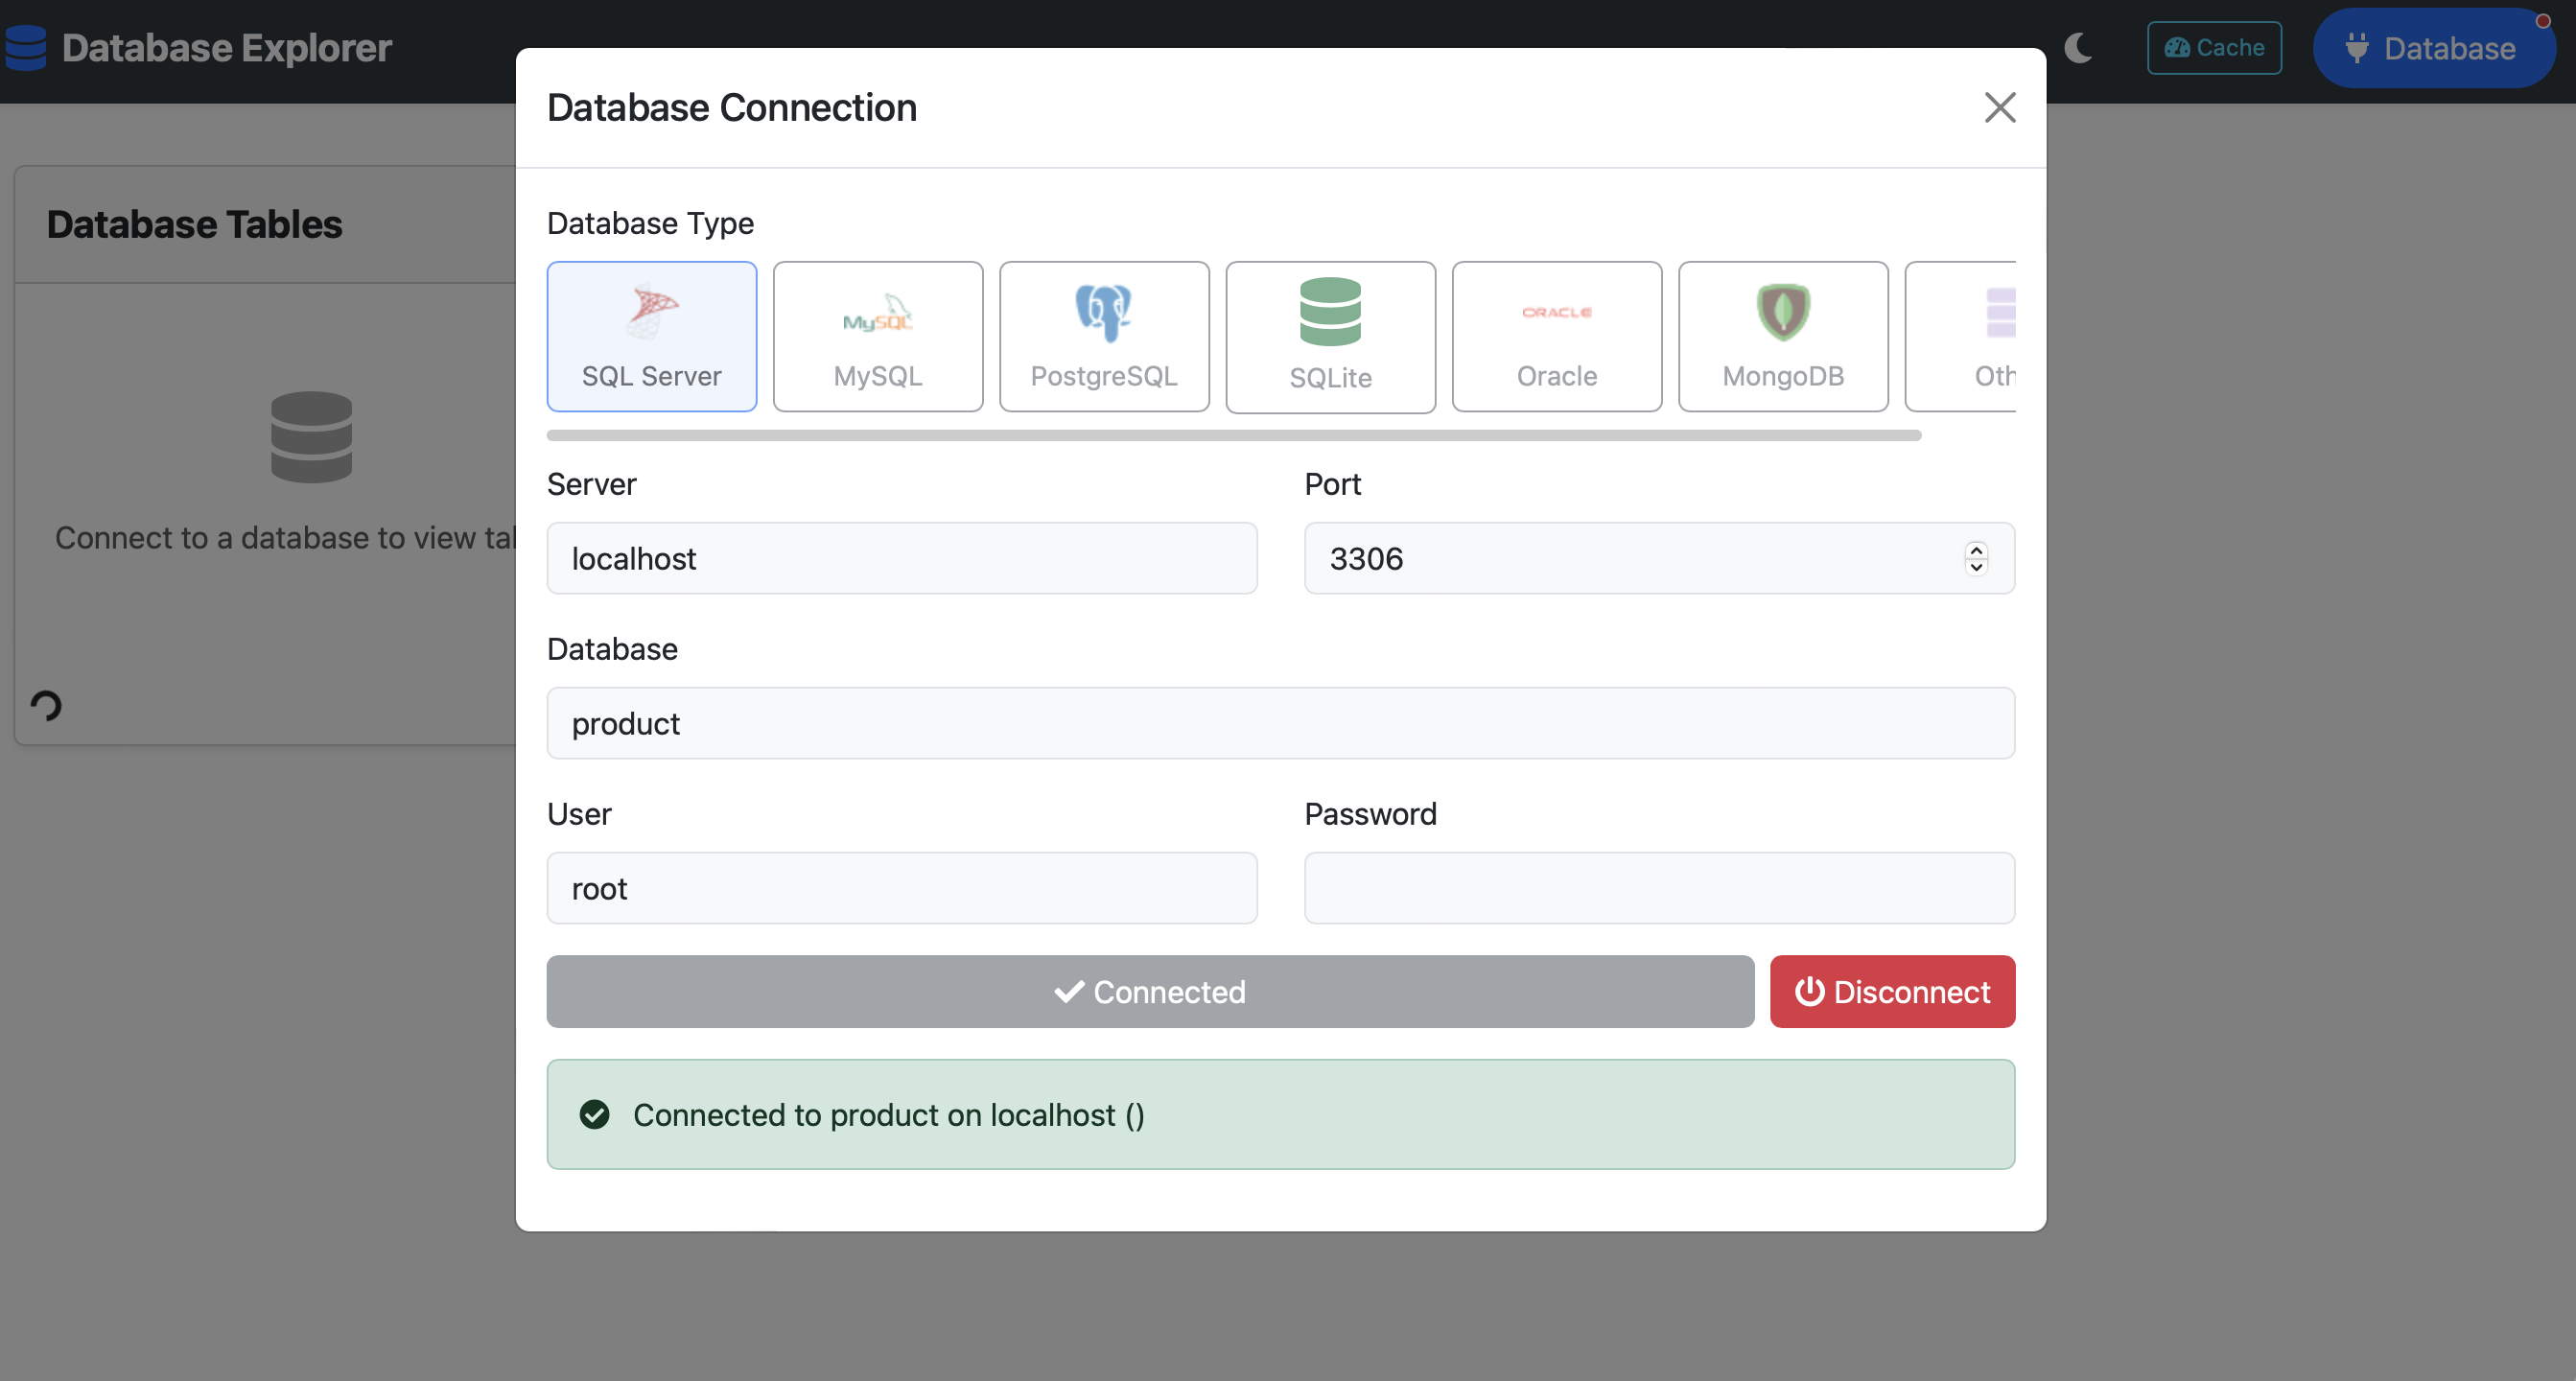 Database Explorer
Cache
Database
Database Connection
Database Tables
Connect to a database to view tal
Database Type
SQL Server
MySQL
MySQL
PostgreSQL
SQLite
ORACLE
Oracle
MongoDB
Oth
Server
Port
localhost
3306
Database
product
User
Password
root
Connected
Disconnect
Connected to product on localhost ()